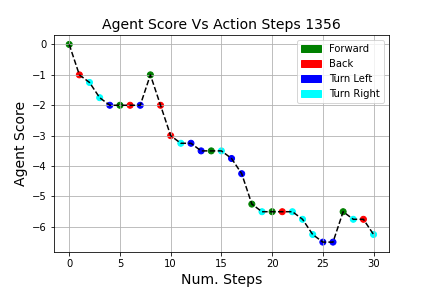 Agent Score Vs Action Steps 1356
Forward
Back
Turn Left
Turn Right
Agent Score
0
−1
−2
−3
−4
−5
−6
0 5 10 15 20 25 30
Num. Steps